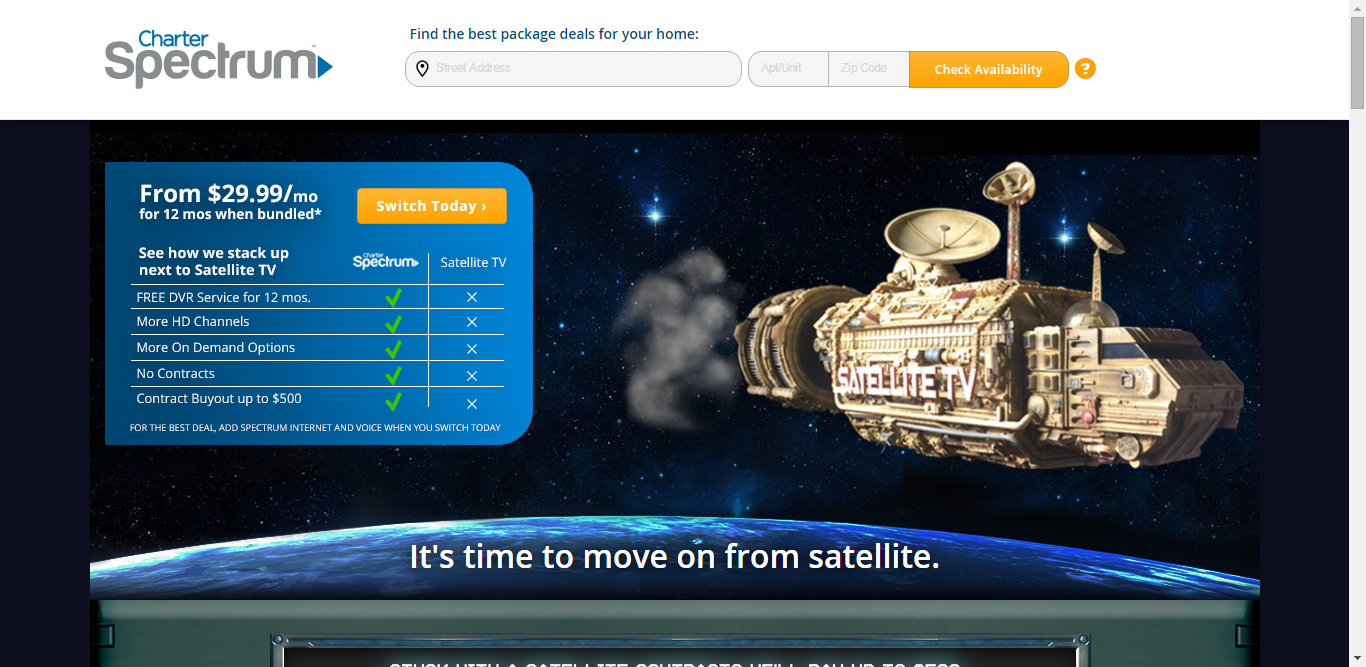 Charter
Spectrum™
Find the best package deals for your home:
Street Address
Apt/Unit
Zip Code
Check Availability
?
From $29.99/mo
for 12 mos when bundled*
Switch Today ›
See how we stack up
next to Satellite TV
Charter
Spectrum
Satellite TV
FREE DVR Service for 12 mos.
More HD Channels
More On Demand Options
No Contracts
Contract Buyout up to $500
FOR THE BEST DEAL, ADD SPECTRUM INTERNET AND VOICE WHEN YOU SWITCH TODAY
SATELLITE TV
It's time to move on from satellite.